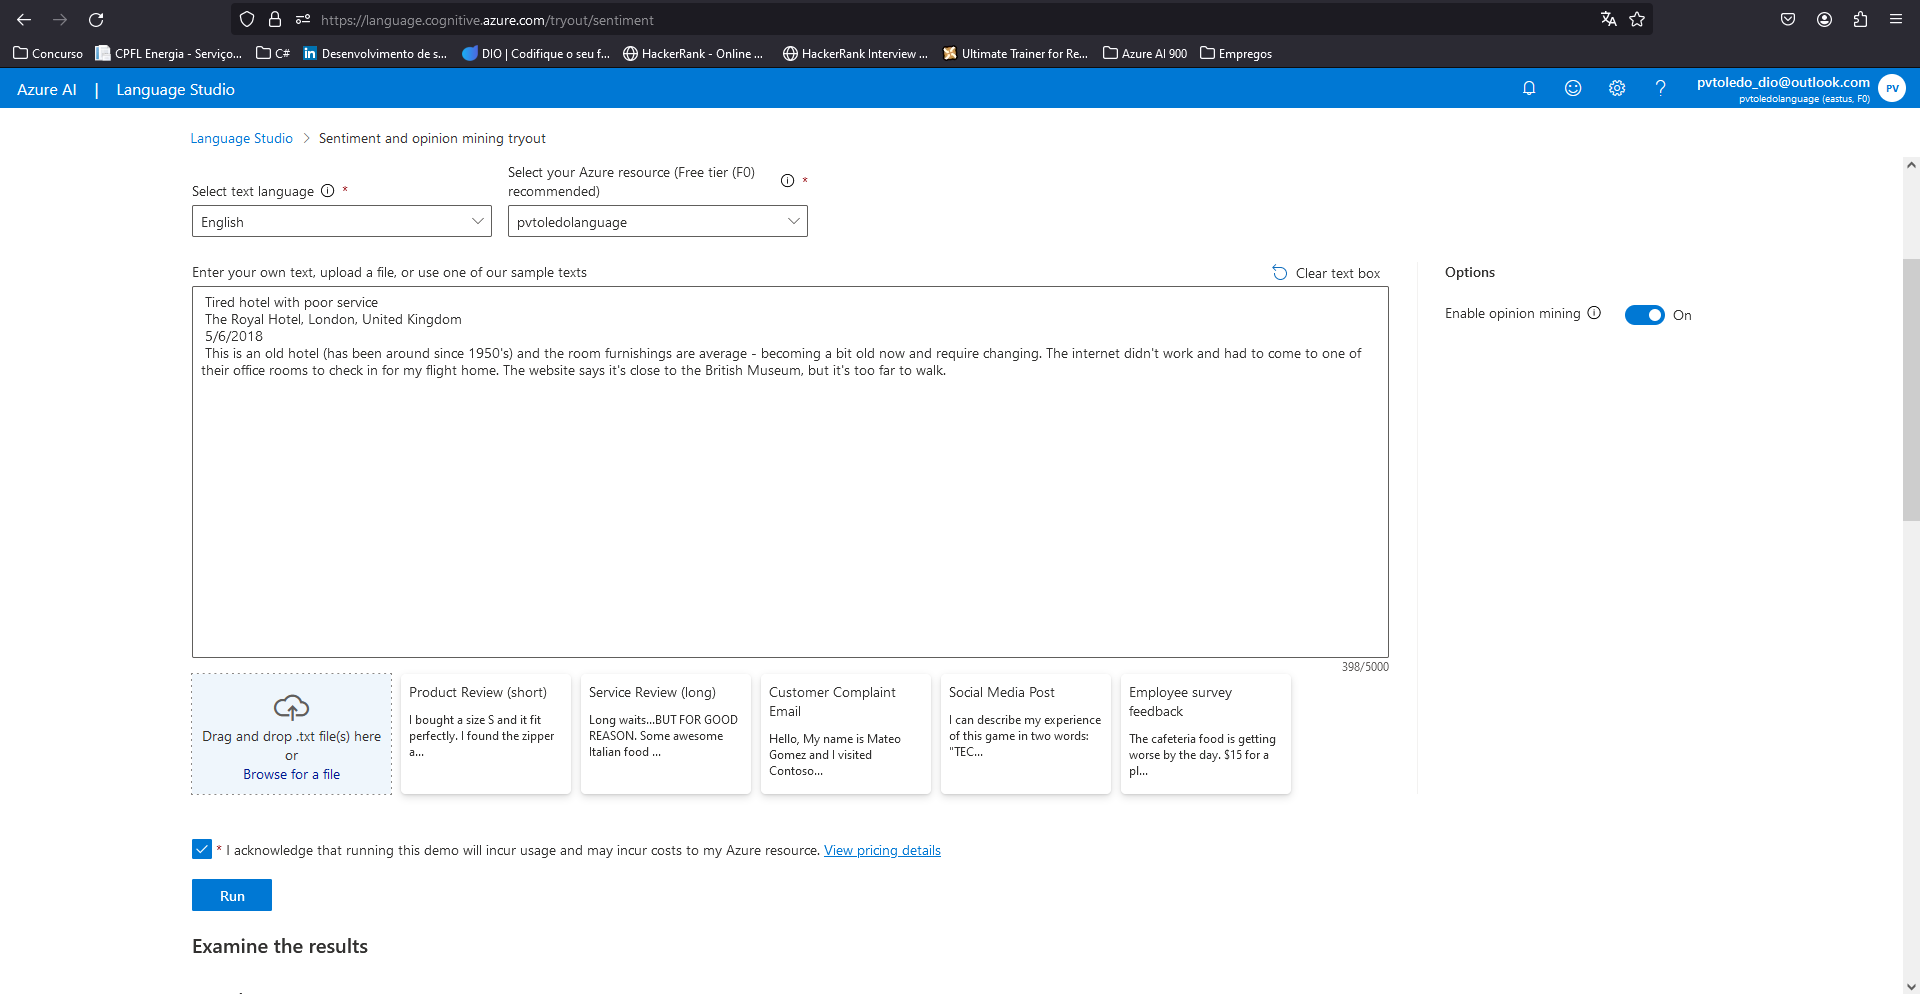 https://language.cognitive.azure.com/tryout/sentiment
Concurso
CPFL Energia - Serviço...
C#
Desenvolvimento de s...
DIO | Codifique o seu f...
HackerRank - Online ...
HackerRank Interview ...
Ultimate Trainer for Re...
Azure AI 900
Empregos
Azure AI | Language Studio
pvtoledo_dio@outlook.com
pvtoledolanguage (eastus, F0)
PV
Language Studio > Sentiment and opinion mining tryout
Select text language *
Select your Azure resource (Free tier (F0)
recommended) *
English
pvtoledolanguage
Enter your own text, upload a file, or use one of our sample texts
Clear text box
Tired hotel with poor service
The Royal Hotel, London, United Kingdom
5/6/2018
This is an old hotel (has been around since 1950's) and the room furnishings are average - becoming a bit old now and require changing. The internet didn't work and had to come to one of
their office rooms to check in for my flight home. The website says it's close to the British Museum, but it's too far to walk.
398/5000
Options
Enable opinion mining
On
Drag and drop .txt file(s) here
or
Browse for a file
Product Review (short)
I bought a size S and it fit
perfectly. I found the zipper
a...
Service Review (long)
Long waits...BUT FOR GOOD
REASON. Some awesome
Italian food ...
Customer Complaint
Email
Hello, My name is Mateo
Gomez and I visited
Contoso...
Social Media Post
I can describe my experience
of this game in two words:
"TEC...
Employee survey
feedback
The cafeteria food is getting
worse by the day. $15 for a
pl...
* I acknowledge that running this demo will incur usage and may incur costs to my Azure resource. View pricing details
Run
Examine the results